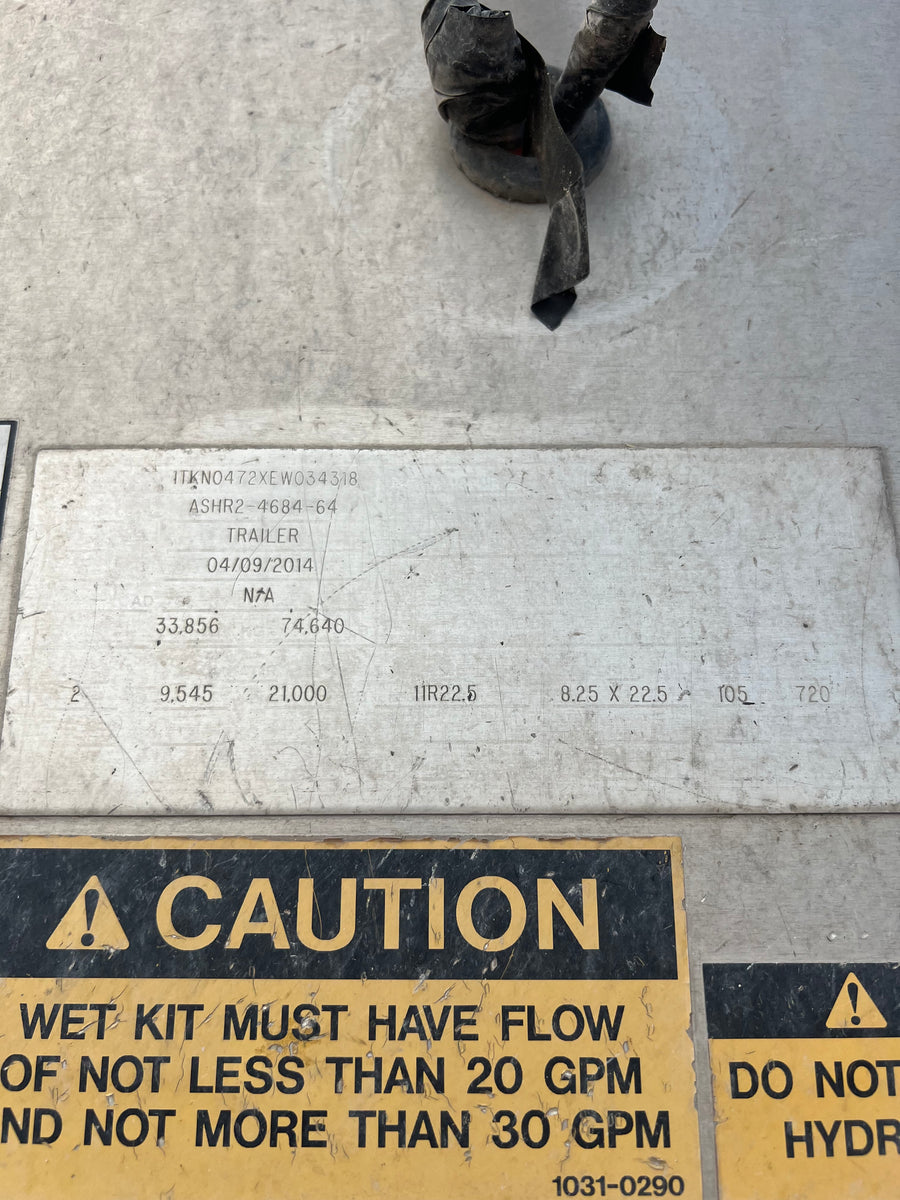 1TKN0472XEW034318
ASHR2-4684-64
TRAILER
04/09/2014
N/A
33,856 74,640
2 9,545 21,000 11R22.5 8.25 X 22.5 105 720
CAUTION
WET KIT MUST HAVE FLOW
OF NOT LESS THAN 20 GPM
ND NOT MORE THAN 30 GPM
1031-0290
DO NOT
HYDR